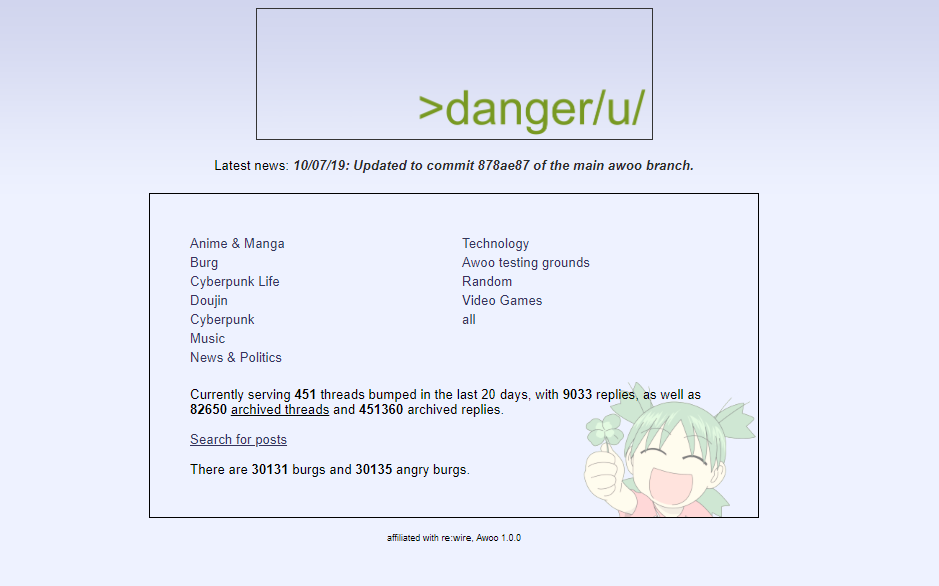 >danger/u/
Latest news: 10/07/19: Updated to commit 878ae87 of the main awoo branch.
Anime & Manga
Burg
Cyberpunk Life
Doujin
Cyberpunk
Music
News & Politics
Technology
Awoo testing grounds
Random
Video Games
all
Currently serving 451 threads bumped in the last 20 days, with 9033 replies, as well as
82650 archived threads and 451360 archived replies.
Search for posts
There are 30131 burgs and 30135 angry burgs.
affiliated with re:wire, Awoo 1.0.0